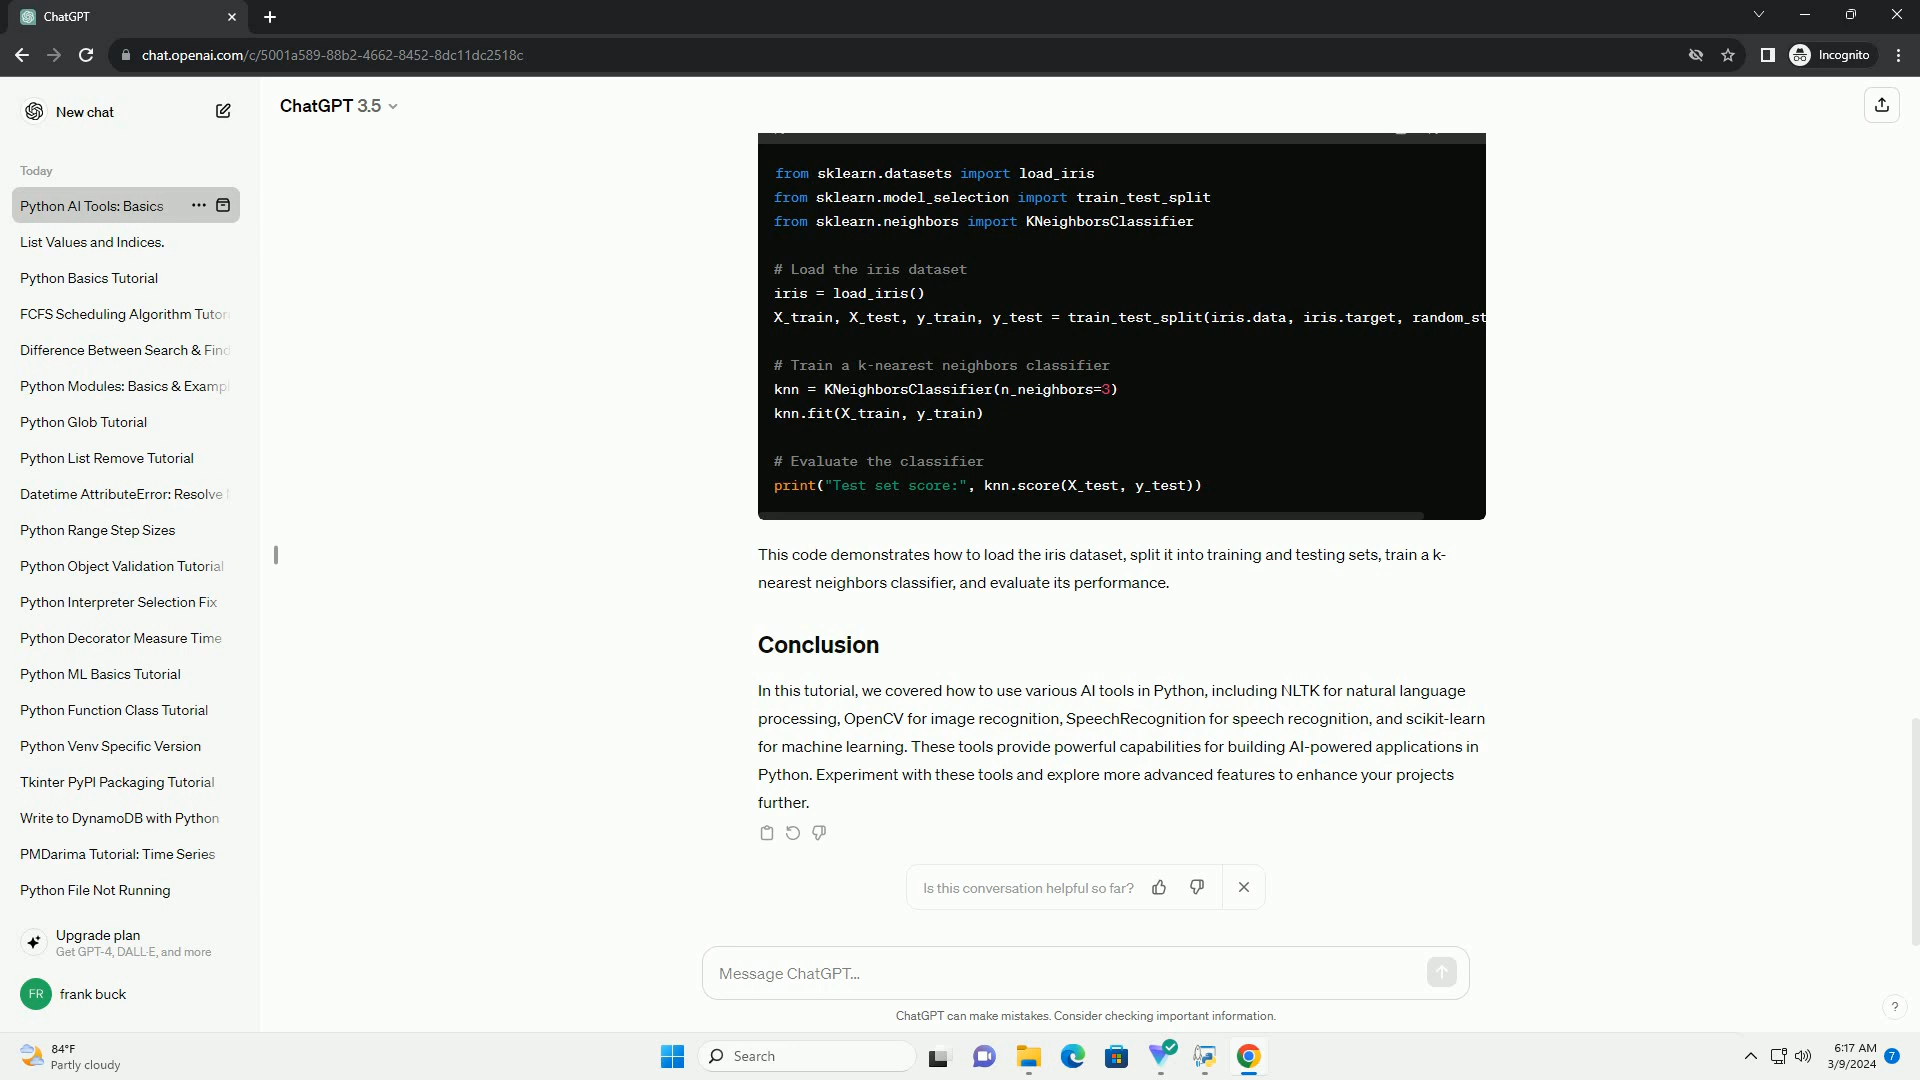 ChatGPT
chat.openai.com/c/5001a589-88b2-4662-8452-8dc11dc2518c
Incognito
New chat
ChatGPT 3.5
Today
Python AI Tools: Basics
List Values and Indices.
Python Basics Tutorial
FCFS Scheduling Algorithm Tutor
Difference Between Search & Find
Python Modules: Basics & Exampl
Python Glob Tutorial
Python List Remove Tutorial
Datetime AttributeError: Resolve
Python Range Step Sizes
Python Object Validation Tutorial
Python Interpreter Selection Fix
Python Decorator Measure Time
Python ML Basics Tutorial
Python Function Class Tutorial
Python Venv Specific Version
Tkinter PyPI Packaging Tutorial
Write to DynamoDB with Python
PMDarima Tutorial: Time Series
Python File Not Running
Upgrade plan
Get GPT-4, DALL·E, and more
FR frank buck
from sklearn.datasets import load_iris
from sklearn.model_selection import train_test_split
from sklearn.neighbors import KNeighborsClassifier
# Load the iris dataset
iris = load_iris()
X_train, X_test, y_train, y_test = train_test_split(iris.data, iris.target, random_st
# Train a k-nearest neighbors classifier
knn = KNeighborsClassifier(n_neighbors=3)
knn.fit(X_train, y_train)
# Evaluate the classifier
print("Test set score:", knn.score(X_test, y_test))
This code demonstrates how to load the iris dataset, split it into training and testing sets, train a k-
nearest neighbors classifier, and evaluate its performance.
Conclusion
In this tutorial, we covered how to use various AI tools in Python, including NLTK for natural language
processing, OpenCV for image recognition, SpeechRecognition for speech recognition, and scikit-learn
for machine learning. These tools provide powerful capabilities for building AI-powered applications in
Python. Experiment with these tools and explore more advanced features to enhance your projects
further.
Is this conversation helpful so far?
Message ChatGPT...
ChatGPT can make mistakes. Consider checking important information.
?
84°F
Partly cloudy
Search
6:17 AM
3/9/2024
7